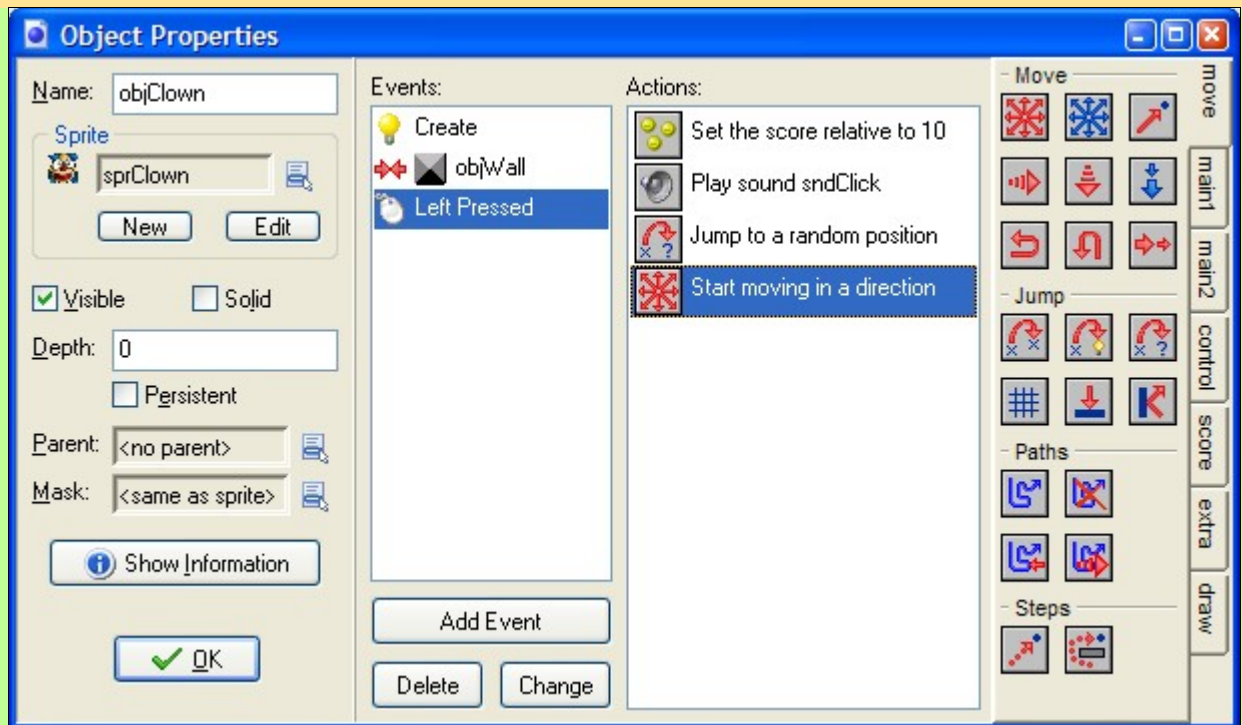 Object Properties
Name: objClown
Sprite
sprClown
New Edit
Visible Solid
Depth: 0
Persistent
Parent: <no parent>
Mask: <same as sprite>
Show Information
OK
Events:
Create
objWall
Left Pressed
Add Event
Delete Change
Actions:
Set the score relative to 10
Play sound sndClick
Jump to a random position
Start moving in a direction
Move
Jump
Paths
Steps
move
main1
main2
control
score
extra
draw